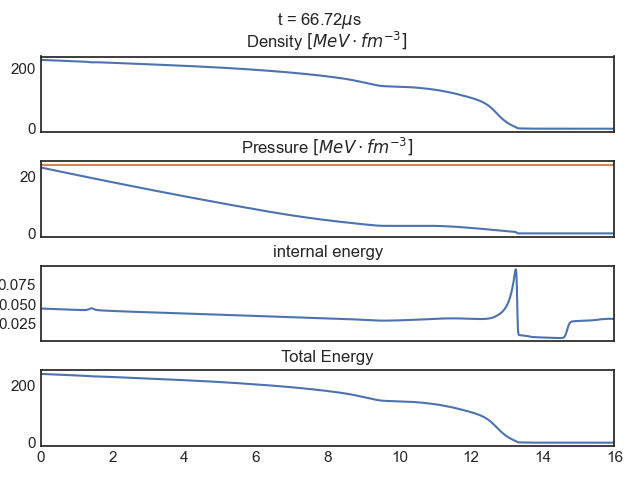 t = 66.72μs
Density [MeV · fm⁻³]
200
0
Pressure [MeV · fm⁻³]
20
0
internal energy
0.075
0.050
0.025
Total Energy
200
0
0 2 4 6 8 10 12 14 16